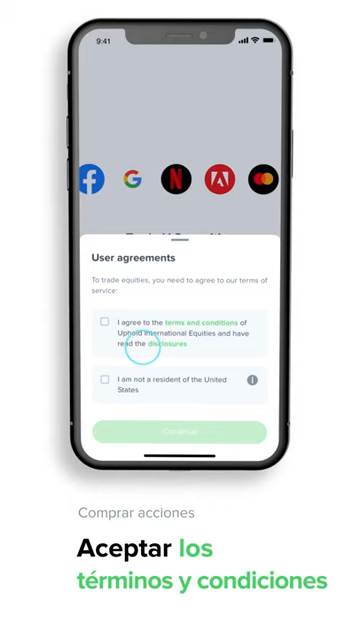 9:41
User agreements
To trade equities, you need to agree to our terms of
service:
I agree to the terms and conditions of
Uphold International Equities and have
read the disclosures
I am not a resident of the United
States
Continue
Comprar acciones
Aceptar los
términos y condiciones